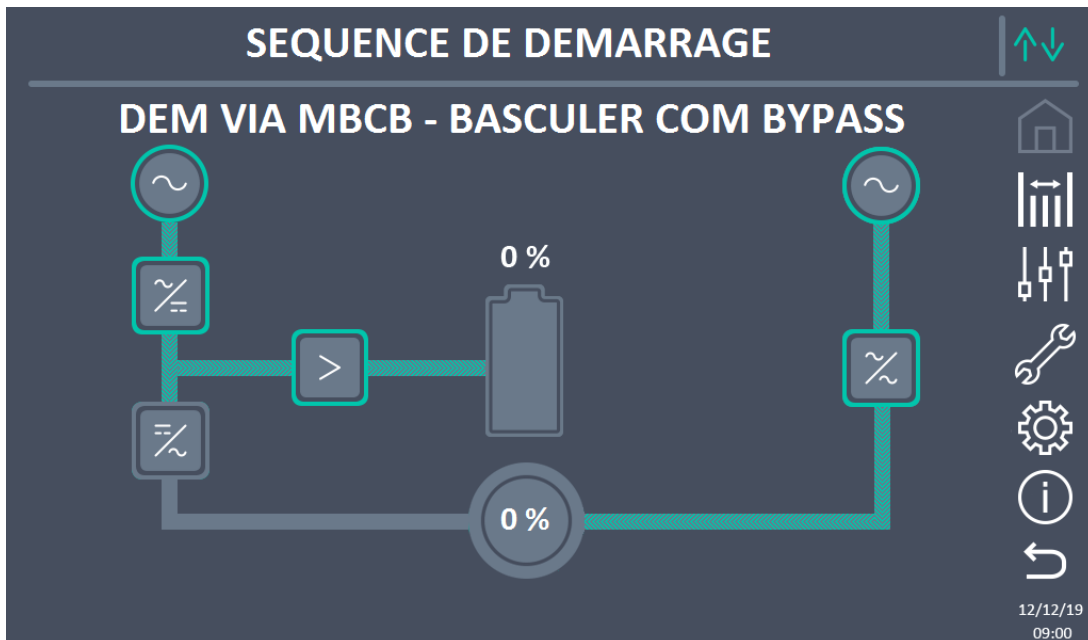 SEQUENCE DE DEMARRAGE
DEM VIA MBCB - BASCULER COM BYPASS
0 %
0 %
12/12/19
09:00